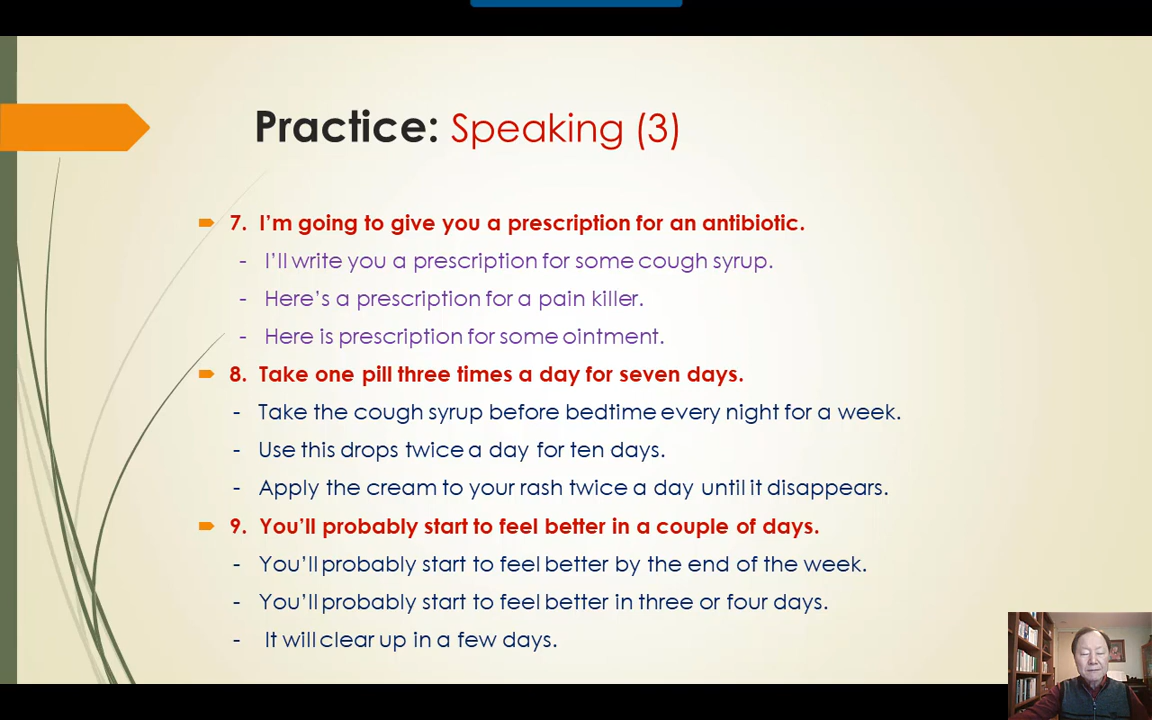 Practice: Speaking (3)
7. I'm going to give you a prescription for an antibiotic.
- I'll write you a prescription for some cough syrup.
- Here's a prescription for a pain killer.
- Here is prescription for some ointment.
8. Take one pill three times a day for seven days.
- Take the cough syrup before bedtime every night for a week.
- Use this drops twice a day for ten days.
- Apply the cream to your rash twice a day until it disappears.
9. You'll probably start to feel better in a couple of days.
- You'll probably start to feel better by the end of the week.
- You'll probably start to feel better in three or four days.
- It will clear up in a few days.